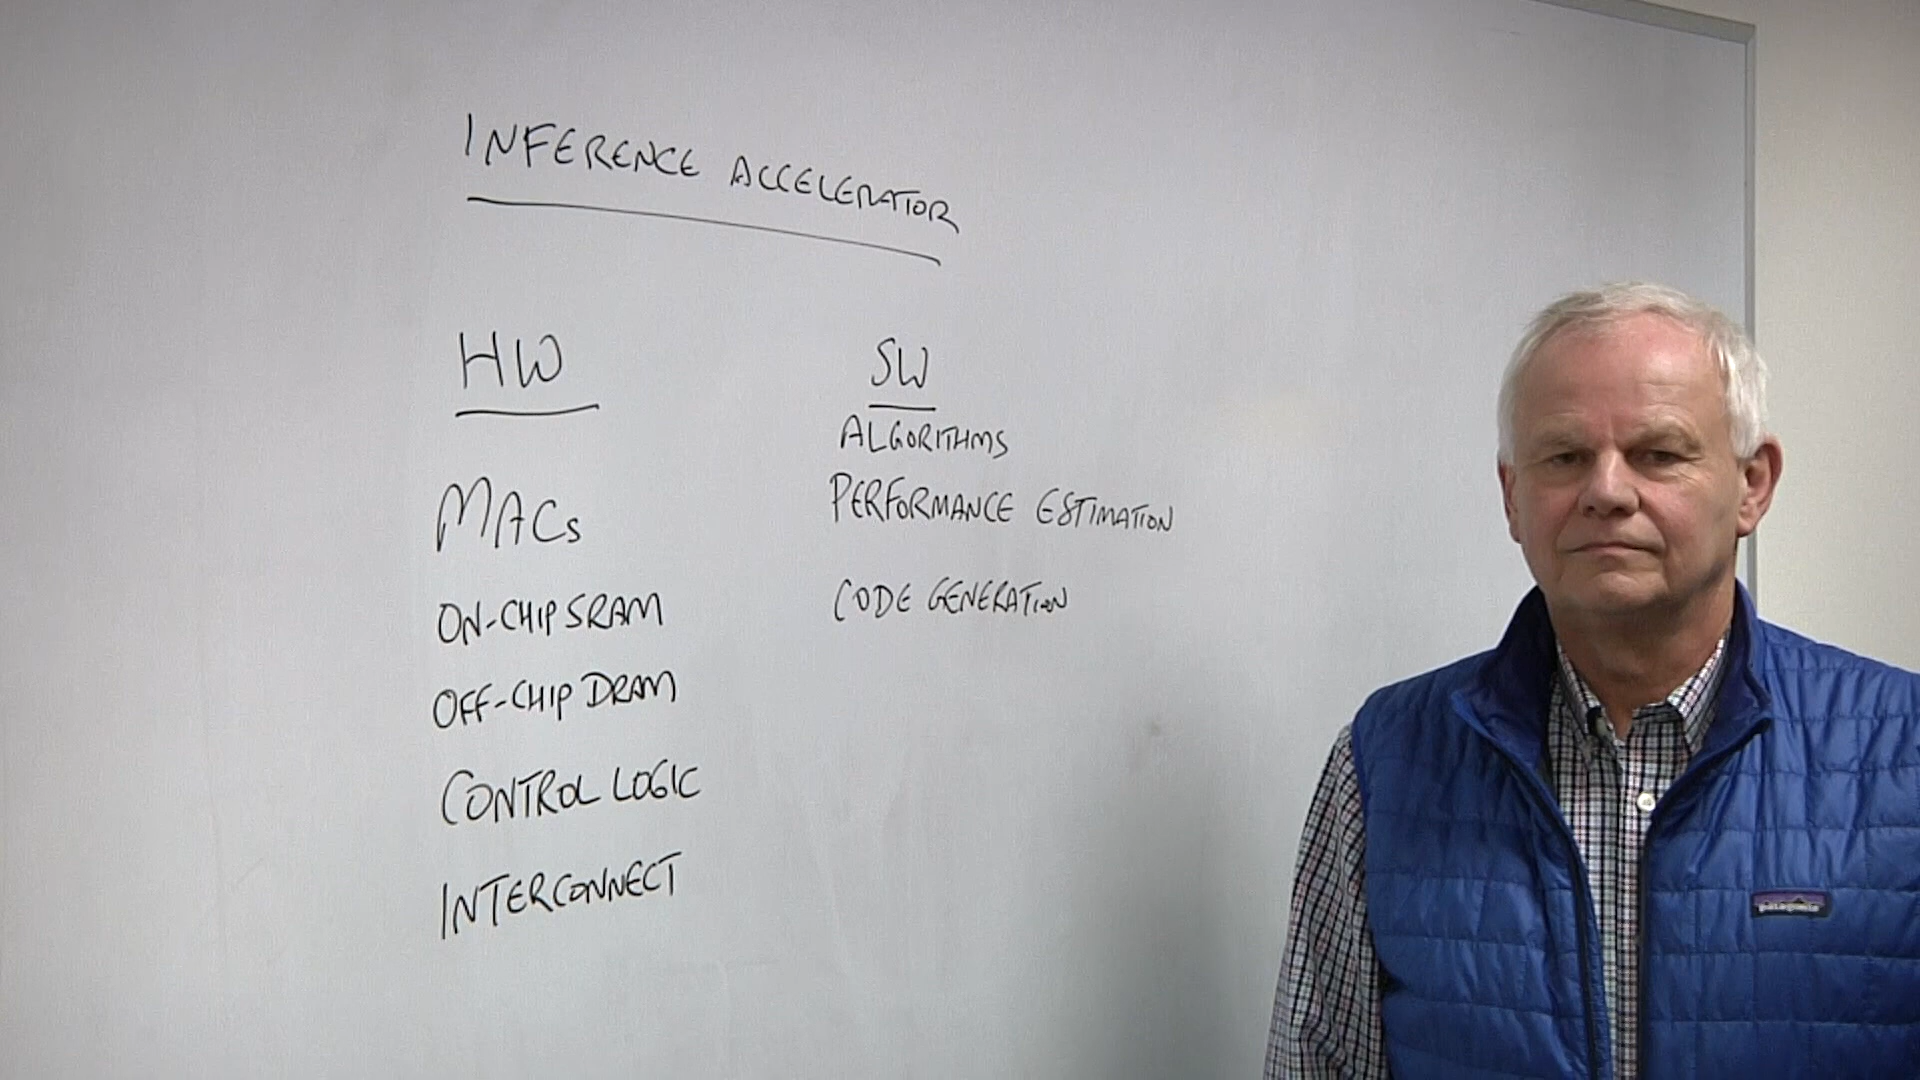 INFERENCE ACCELERATOR
HW
MACs
ON-CHIP SRAM
OFF-CHIP DRAM
CONTROL LOGIC
INTERCONNECT
SW
ALGORITHMS
PERFORMANCE ESTIMATION
CODE GENERATION
patagonia